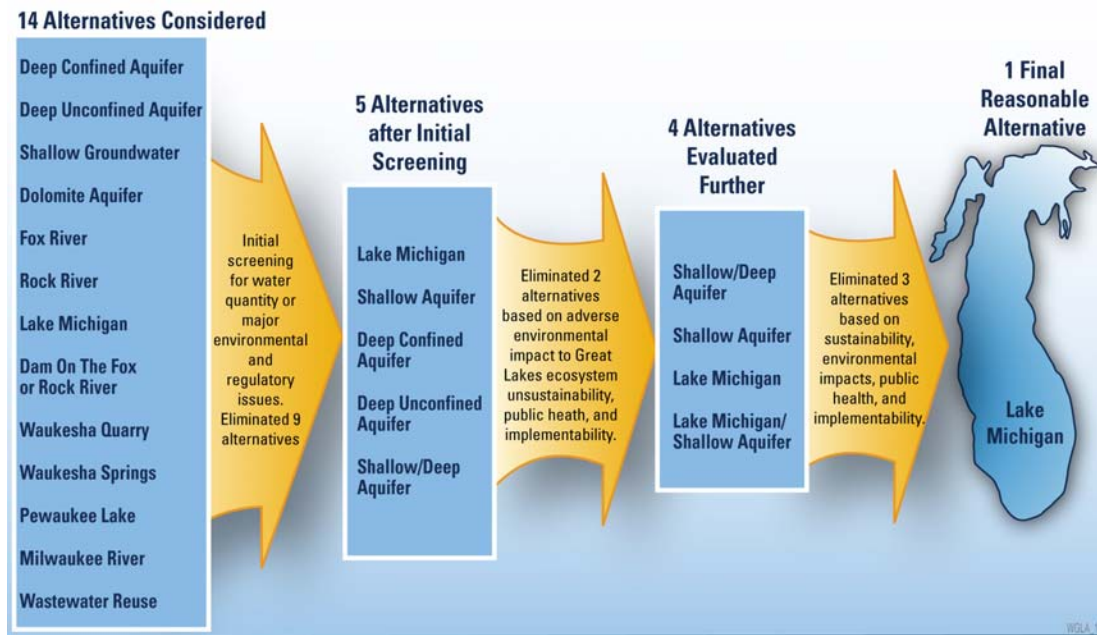 14 Alternatives Considered
Deep Confined Aquifer
Deep Unconfined Aquifer
Shallow Groundwater
Dolomite Aquifer
Fox River
Rock River
Lake Michigan
Dam On The Fox
or Rock River
Waukesha Quarry
Waukesha Springs
Pewaukee Lake
Milwaukee River
Wastewater Reuse
Initial
screening
for water
quantity or
major
environmental
and
regulatory
issues.
Eliminated 9
alternatives
5 Alternatives
after Initial
Screening
Lake Michigan
Shallow Aquifer
Deep Confined
Aquifer
Deep Unconfined
Aquifer
Shallow/Deep
Aquifer
Eliminated 2
alternatives
based on adverse
environmental
impact to Great
Lakes ecosystem
unsustainability,
public heath, and
implementability.
4 Alternatives
Evaluated
Further
Shallow/Deep
Aquifer
Shallow Aquifer
Lake Michigan
Lake Michigan/
Shallow Aquifer
Eliminated 3
alternatives
based on
sustainability,
environmental
impacts, public
health, and
implementability.
1 Final
Reasonable
Alternative
Lake
Michigan